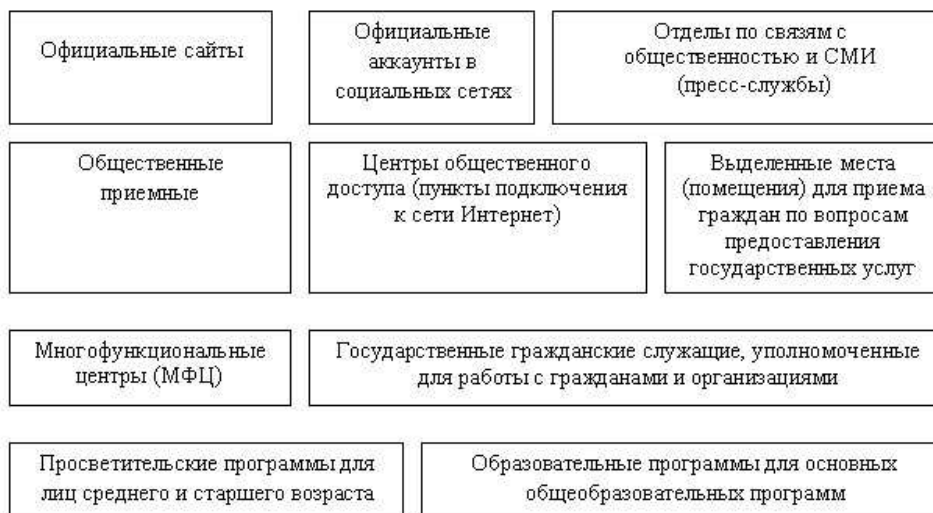 Официальные сайты
Официальные
аккаунты в
социальных сетях
Отделы по связям с
общественностью и СМИ
(пресс-службы)
Общественные
приемные
Центры общественного
доступа (пункты подключения
к сети Интернет)
Выделенные места
(помещения) для приема
граждан по вопросам
предоставления
государственных услуг
Многофункциональные
центры (МФЦ)
Государственные гражданские служащие, уполномоченные
для работы с гражданами и организациями
Просветительские программы для
лиц среднего и старшего возраста
Образовательные программы для основных
общеобразовательных программ